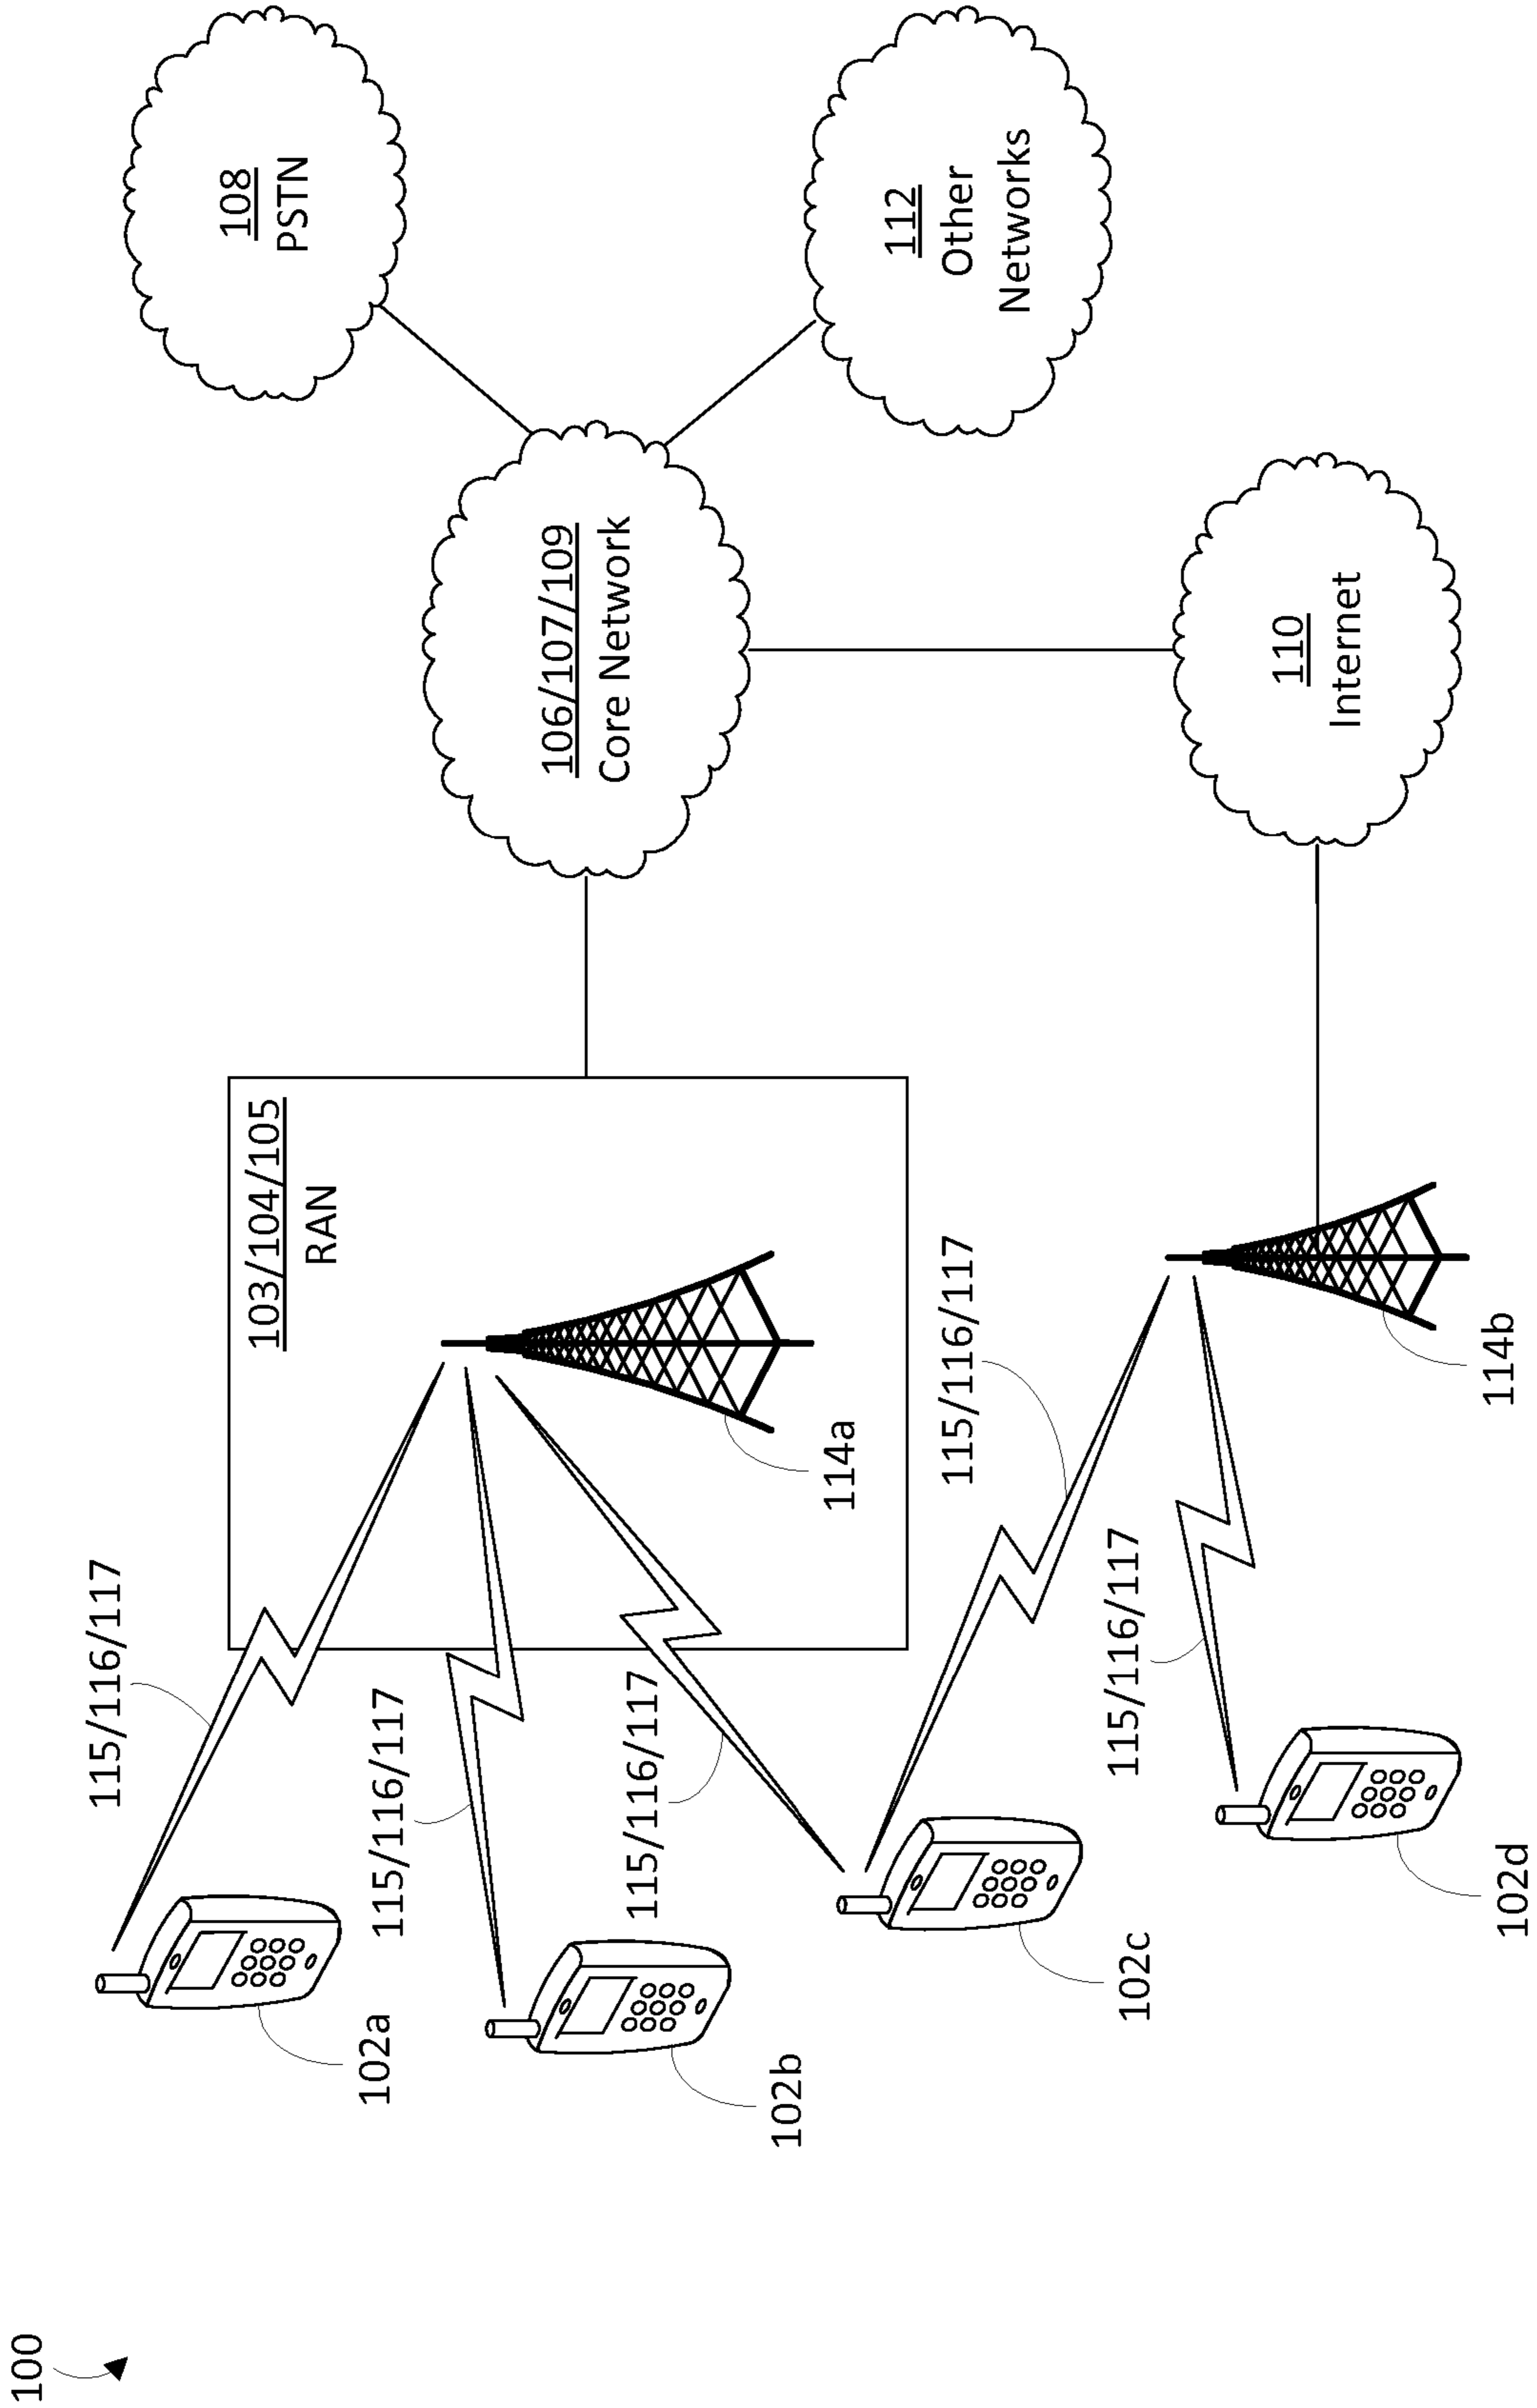 100
102a
115/116/117
103/104/105
RAN
114a
115/116/117
102b
115/116/117
106/107/109
Core Network
108
PSTN
112
Other
Networks
102c
115/116/117
115/116/117
102d
114b
110
Internet